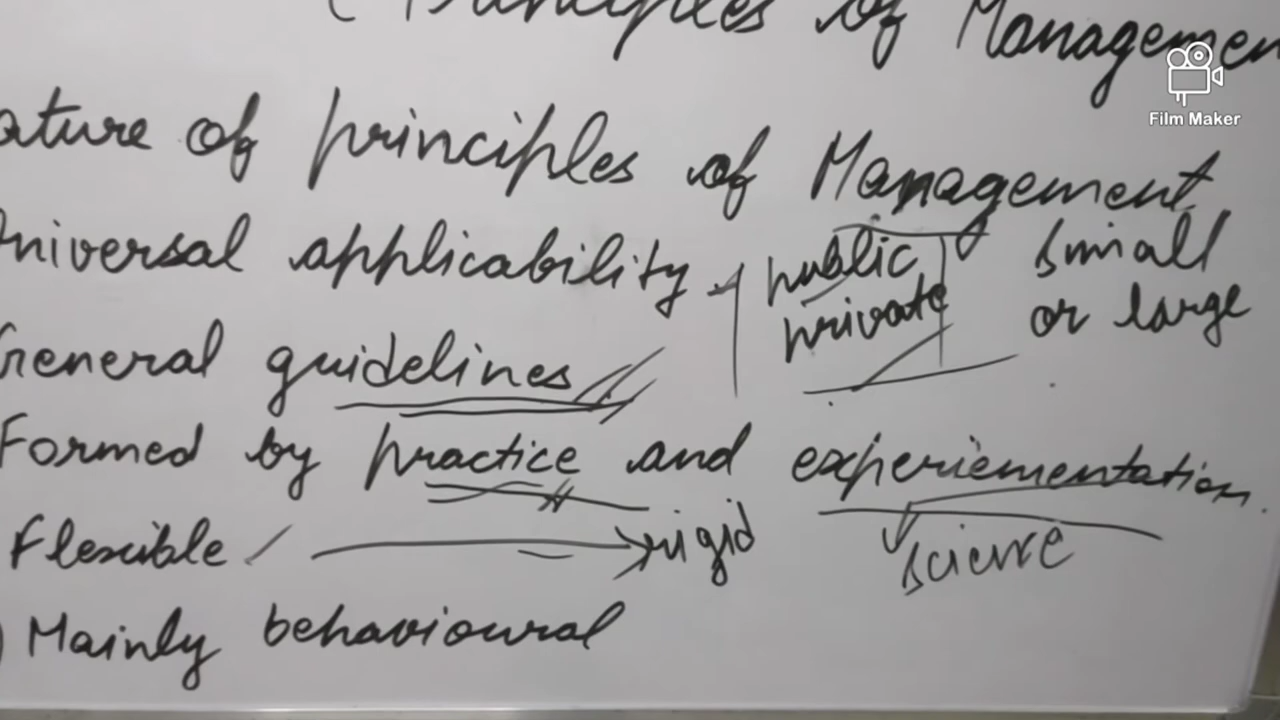 ( Principles of Managemen
Film Maker
ature of principles of Management
niversal applicability public small
private or large
General guidelines
Formed by practice and experiementation
Flexible rigid science
Mainly behavioural